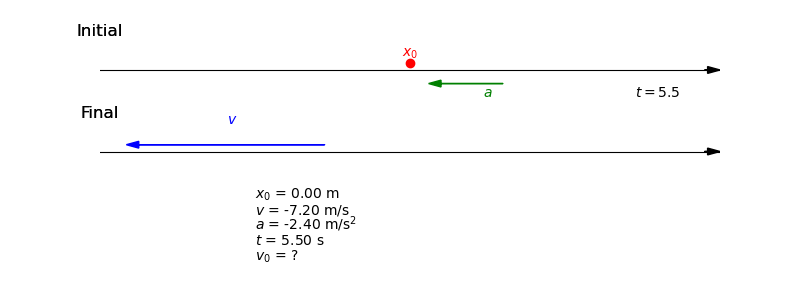 Initial
x₀
a
t = 5.5
Final
v
x₀ = 0.00 m
v = -7.20 m/s
a = -2.40 m/s²
t = 5.50 s
v₀ = ?